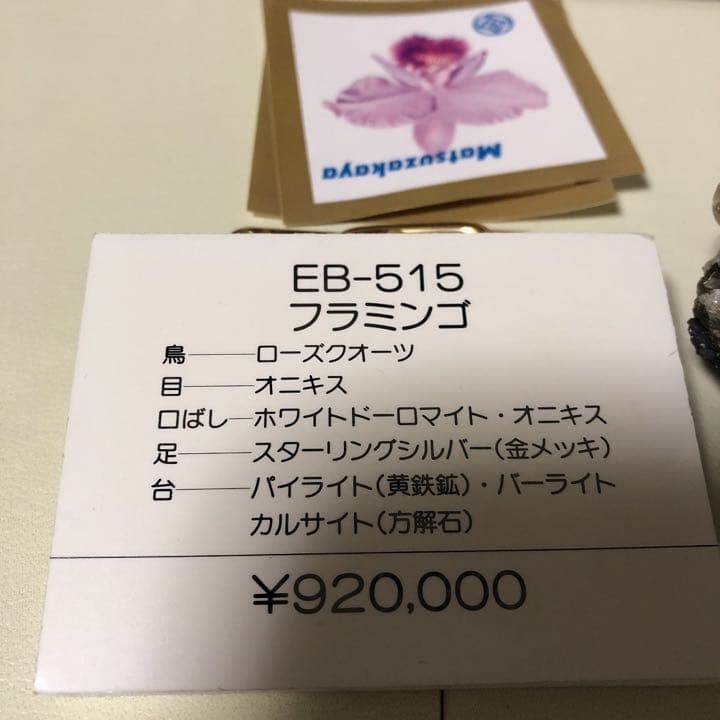 Matsuzakaya
EB-515
フラミンゴ
鳥―――ローズクオーツ
目―――オニキス
口ばし―ホワイトドーロマイト・オニキス
足―――スターリングシルバー(金メッキ)
台―――パイライト(黄鉄鉱)・バーライト
カルサイト(方解石)
¥920,000